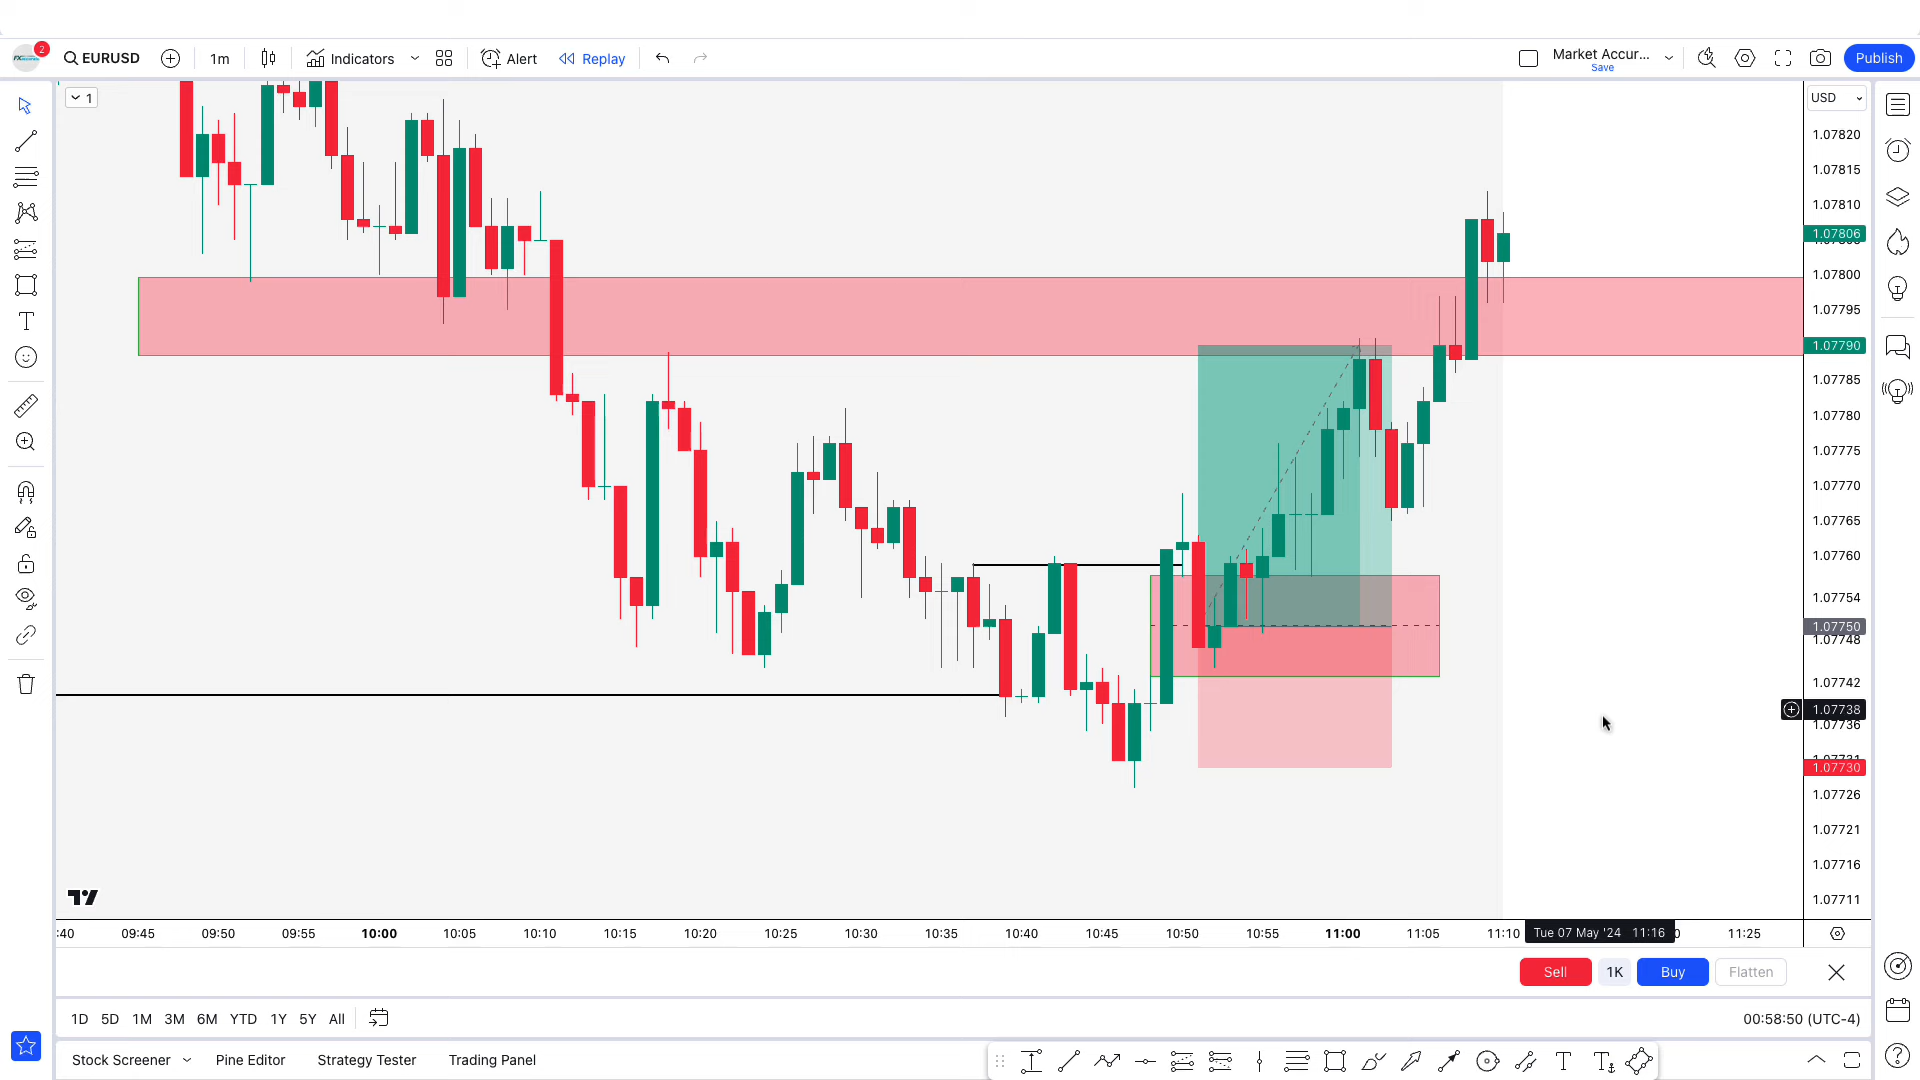 2
EURUSD
1m
Indicators
Alert
Replay
Market Accur...
Save
Publish
1
USD
1.07820
1.07815
1.07810
1.07806
1.07800
1.07795
1.07790
1.07785
1.07780
1.07775
1.07770
1.07765
1.07760
1.07754
1.07750
1.07748
1.07742
1.07738
1.07736
1.07730
1.07726
1.07721
1.07716
1.07711
:40 09:45 09:50 09:55 10:00 10:05 10:10 10:15 10:20 10:25 10:30 10:35 10:40 10:45 10:50 10:55 11:00 11:05 11:10 Tue 07 May '24 11:16 11:25
Sell 1K Buy Flatten
1D 5D 1M 3M 6M YTD 1Y 5Y All
00:58:50 (UTC-4)
Stock Screener Pine Editor Strategy Tester Trading Panel